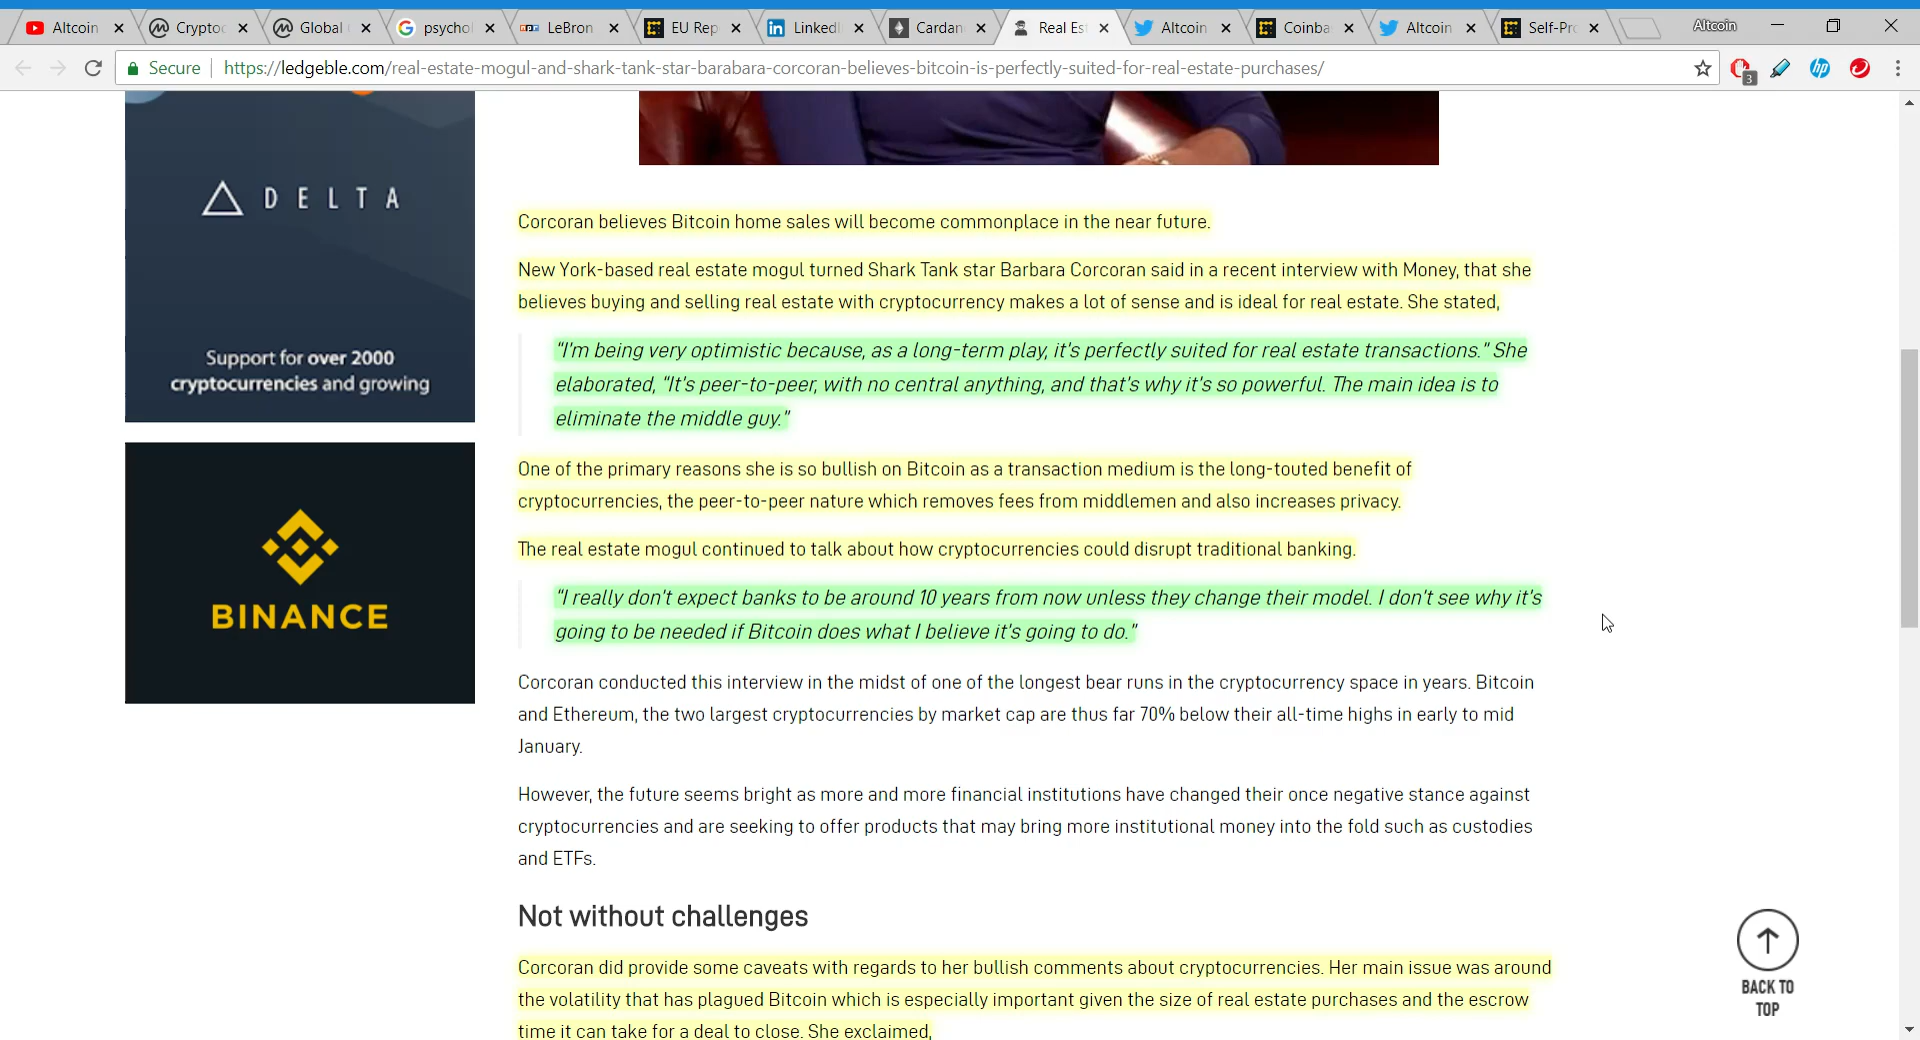 Altcoin
Cryptoc
Global
psychol
LeBron
EU Rep
LinkedI
Cardan
Real Es
Altcoin
Coinba
Altcoin
Self-Pro
Altcoin
Secure
https://ledgeble.com/real-estate-mogul-and-shark-tank-star-barabara-corcoran-believes-bitcoin-is-perfectly-suited-for-real-estate-purchases/
3
hp
DELTA
Support for over 2000
cryptocurrencies and growing
BINANCE
Corcoran believes Bitcoin home sales will become commonplace in the near future.
New York-based real estate mogul turned Shark Tank star Barbara Corcoran said in a recent interview with Money, that she
believes buying and selling real estate with cryptocurrency makes a lot of sense and is ideal for real estate. She stated,
"I'm being very optimistic because, as a long-term play, it's perfectly suited for real estate transactions." She
elaborated, "It's peer-to-peer, with no central anything, and that's why it's so powerful. The main idea is to
eliminate the middle guy."
One of the primary reasons she is so bullish on Bitcoin as a transaction medium is the long-touted benefit of
cryptocurrencies, the peer-to-peer nature which removes fees from middlemen and also increases privacy.
The real estate mogul continued to talk about how cryptocurrencies could disrupt traditional banking.
"I really don't expect banks to be around 10 years from now unless they change their model. I don't see why it's
going to be needed if Bitcoin does what I believe it's going to do."
Corcoran conducted this interview in the midst of one of the longest bear runs in the cryptocurrency space in years. Bitcoin
and Ethereum, the two largest cryptocurrencies by market cap are thus far 70% below their all-time highs in early to mid
January.
However, the future seems bright as more and more financial institutions have changed their once negative stance against
cryptocurrencies and are seeking to offer products that may bring more institutional money into the fold such as custodies
and ETFs.
Not without challenges
Corcoran did provide some caveats with regards to her bullish comments about cryptocurrencies. Her main issue was around
the volatility that has plagued Bitcoin which is especially important given the size of real estate purchases and the escrow
time it can take for a deal to close. She exclaimed,
BACK TO
TOP